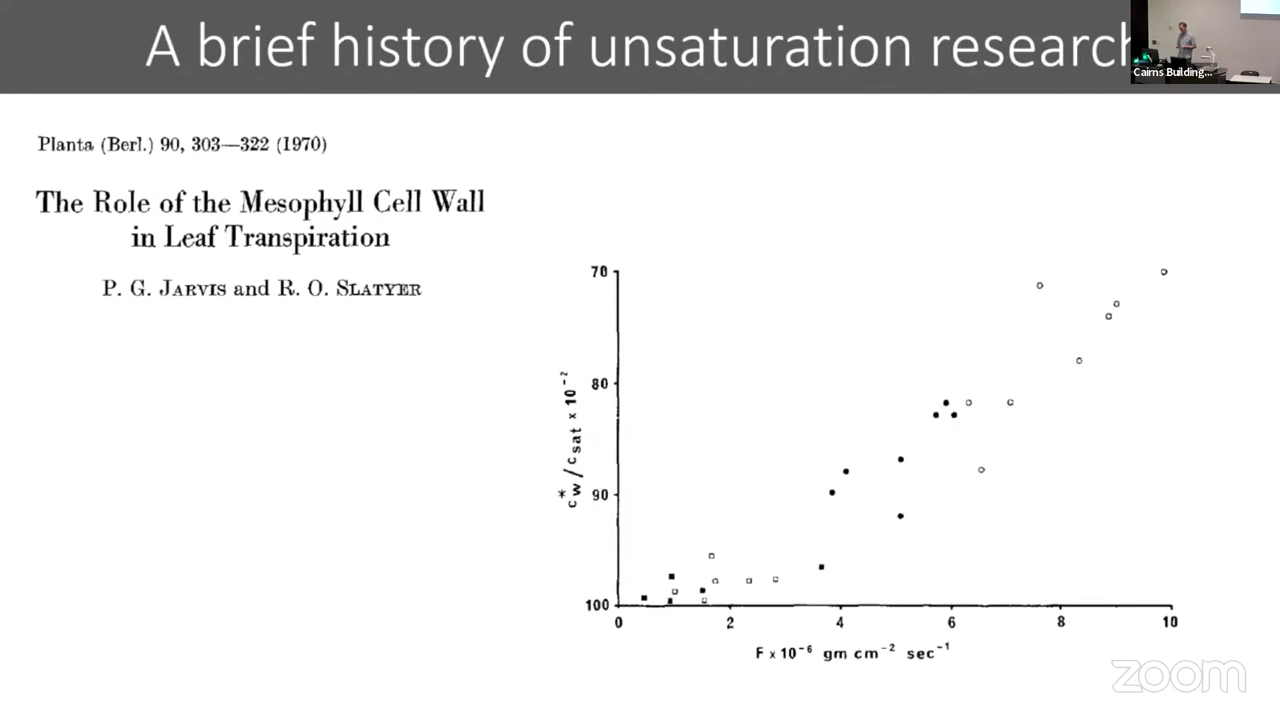 A brief history of unsaturation research
Cairns Building...
Planta (Berl.) 90, 303—322 (1970)
The Role of the Mesophyll Cell Wall
in Leaf Transpiration
P. G. JARVIS and R. O. SLATYER
70
80
90
100
c*w / csat x 10-2
0 2 4 6 8 10
F x 10-6 gm cm-2 sec-1
zoom